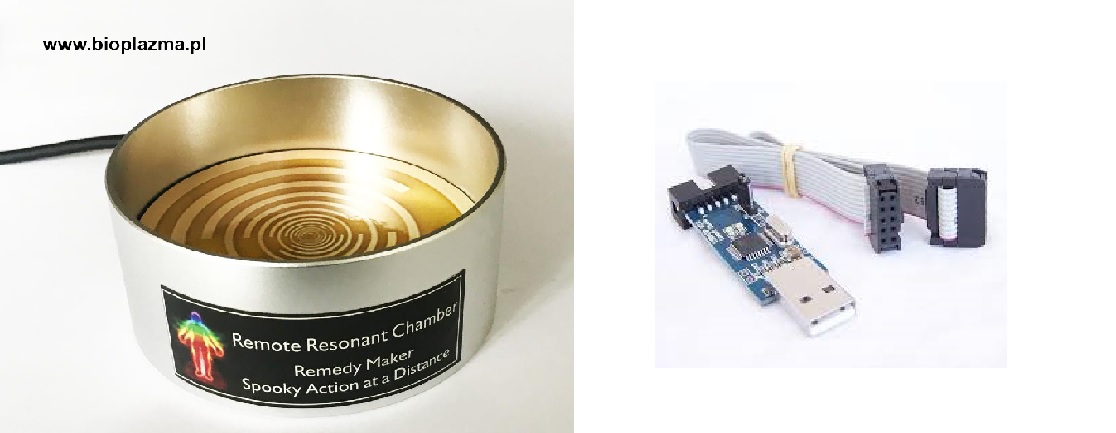 www.bioplazma.pl
Remote Resonant Chamber
Remedy Maker
Spooky Action at a Distance